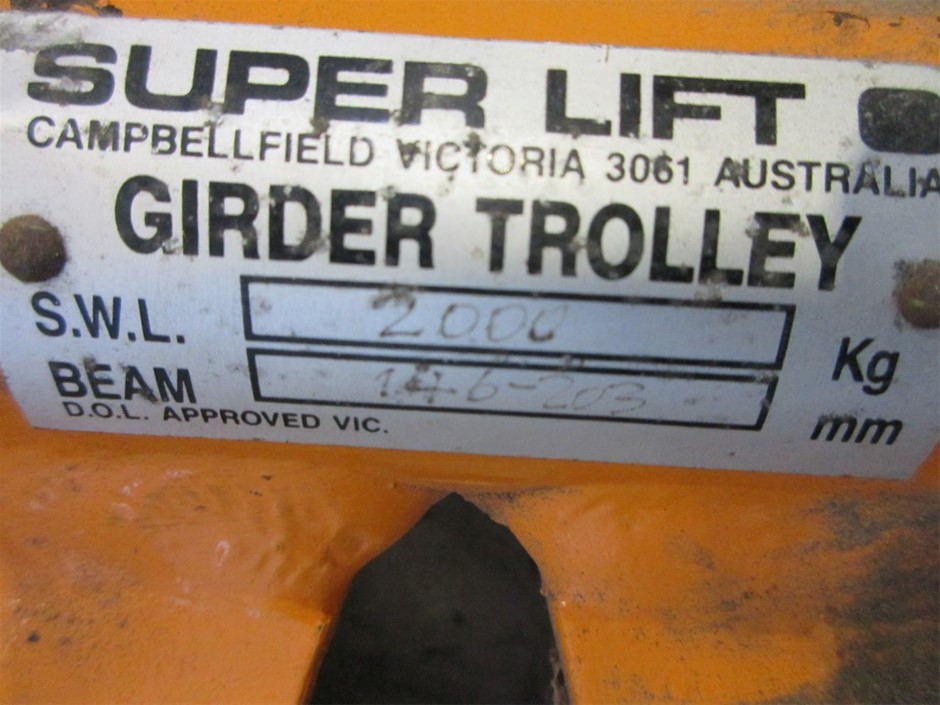 SUPER LIFT
CAMPBELLFIELD VICTORIA 3061 AUSTRALIA
GIRDER TROLLEY
S.W.L. 2000 Kg
BEAM 146-203 mm
D.O.L. APPROVED VIC.